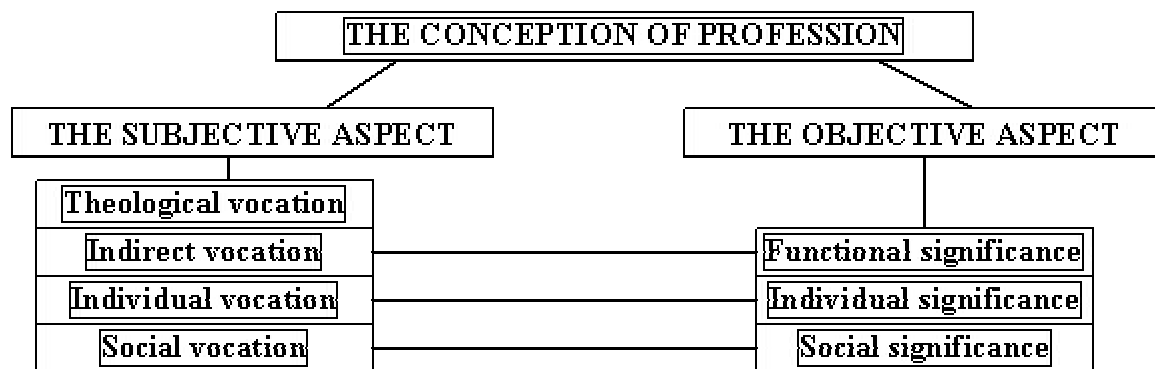 THE CONCEPTION OF PROFESSION
THE SUBJECTIVE ASPECT
THE OBJECTIVE ASPECT
Theological vocation
Indirect vocation
Functional significance
Individual vocation
Individual significance
Social vocation
Social significance